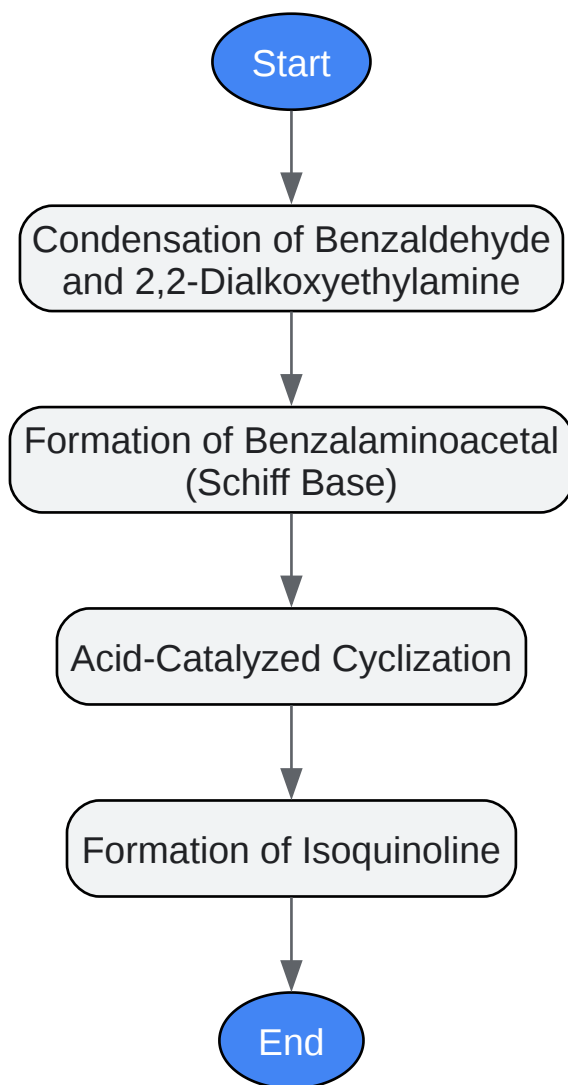 Start
Condensation of Benzaldehyde
and 2,2-Dialkoxyethylamine
Formation of Benzalaminoacetal
(Schiff Base)
Acid-Catalyzed Cyclization
Formation of Isoquinoline
End